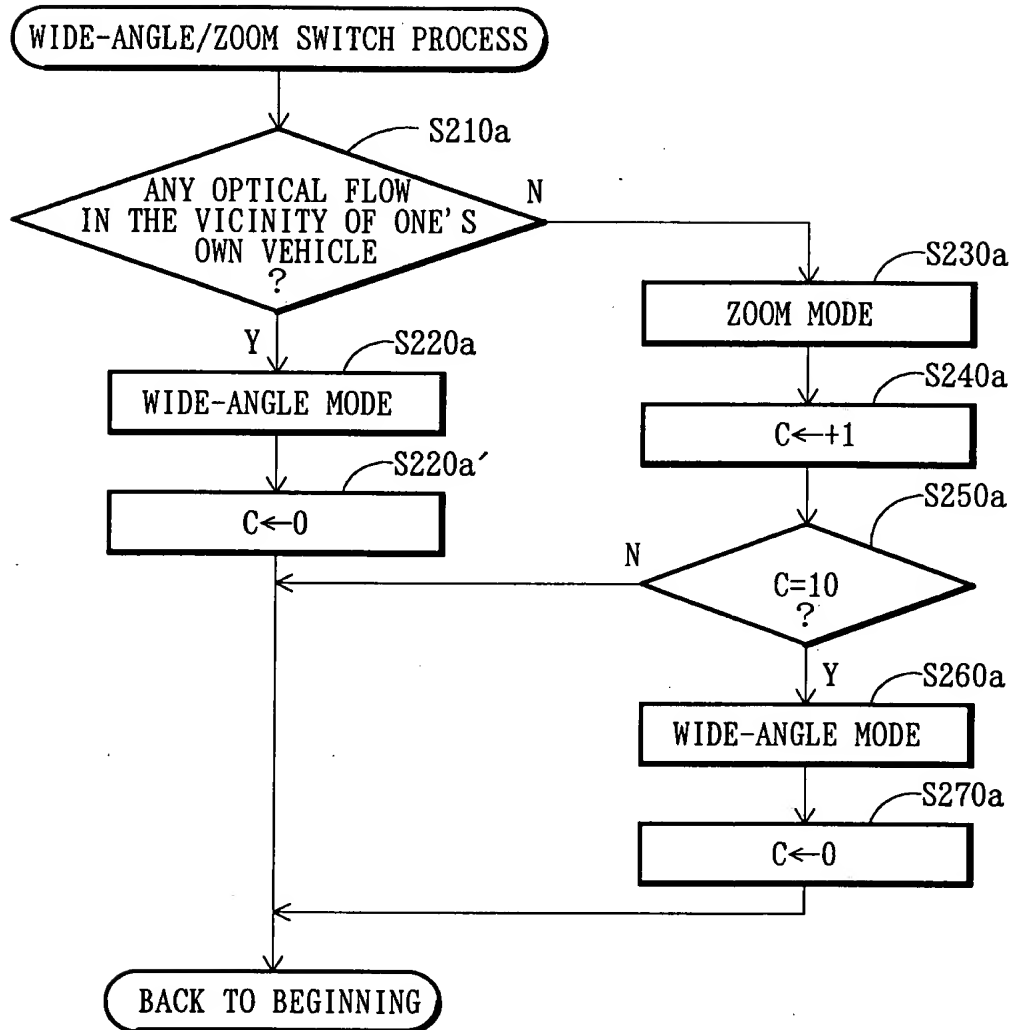 WIDE-ANGLE/ZOOM SWITCH PROCESS
S210a
ANY OPTICAL FLOW
IN THE VICINITY OF ONE'S
OWN VEHICLE
?
N
Y
S220a
WIDE-ANGLE MODE
S220a′
C←0
S230a
ZOOM MODE
S240a
C←+1
S250a
C=10
?
N
Y
S260a
WIDE-ANGLE MODE
S270a
C←0
BACK TO BEGINNING